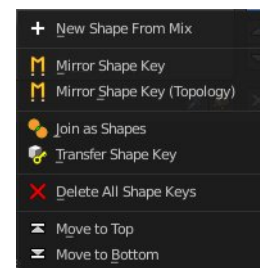 New Shape From Mix
Mirror Shape Key
Mirror Shape Key (Topology)
Join as Shapes
Transfer Shape Key
Delete All Shape Keys
Move to Top
Move to Bottom